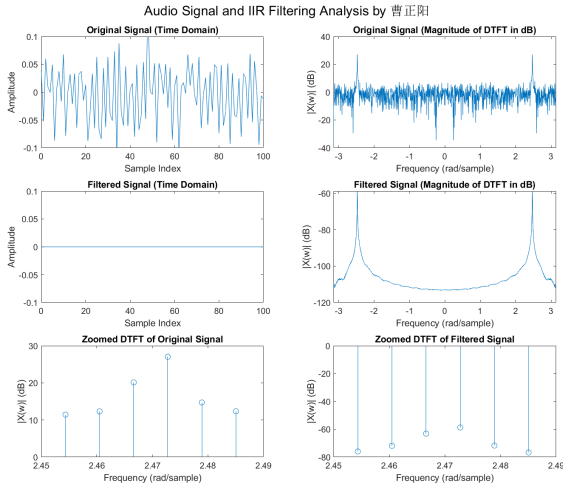 Audio Signal and IIR Filtering Analysis by 曹正阳
Original Signal (Time Domain)
Amplitude
0.1
0.05
0
-0.05
-0.1
0 20 40 60 80 100
Sample Index
Original Signal (Magnitude of DTFT in dB)
|X(w)| (dB)
40
20
0
-20
-40
-3 -2 -1 0 1 2 3
Frequency (rad/sample)
Filtered Signal (Time Domain)
Amplitude
0.1
0.05
0
-0.05
-0.1
0 20 40 60 80 100
Sample Index
Filtered Signal (Magnitude of DTFT in dB)
|X(w)| (dB)
-60
-80
-100
-120
-3 -2 -1 0 1 2 3
Frequency (rad/sample)
Zoomed DTFT of Original Signal
|X(w)| (dB)
30
20
10
0
2.45 2.46 2.47 2.48 2.49
Frequency (rad/sample)
Zoomed DTFT of Filtered Signal
|X(w)| (dB)
0
-20
-40
-60
-80
2.45 2.46 2.47 2.48 2.49
Frequency (rad/sample)